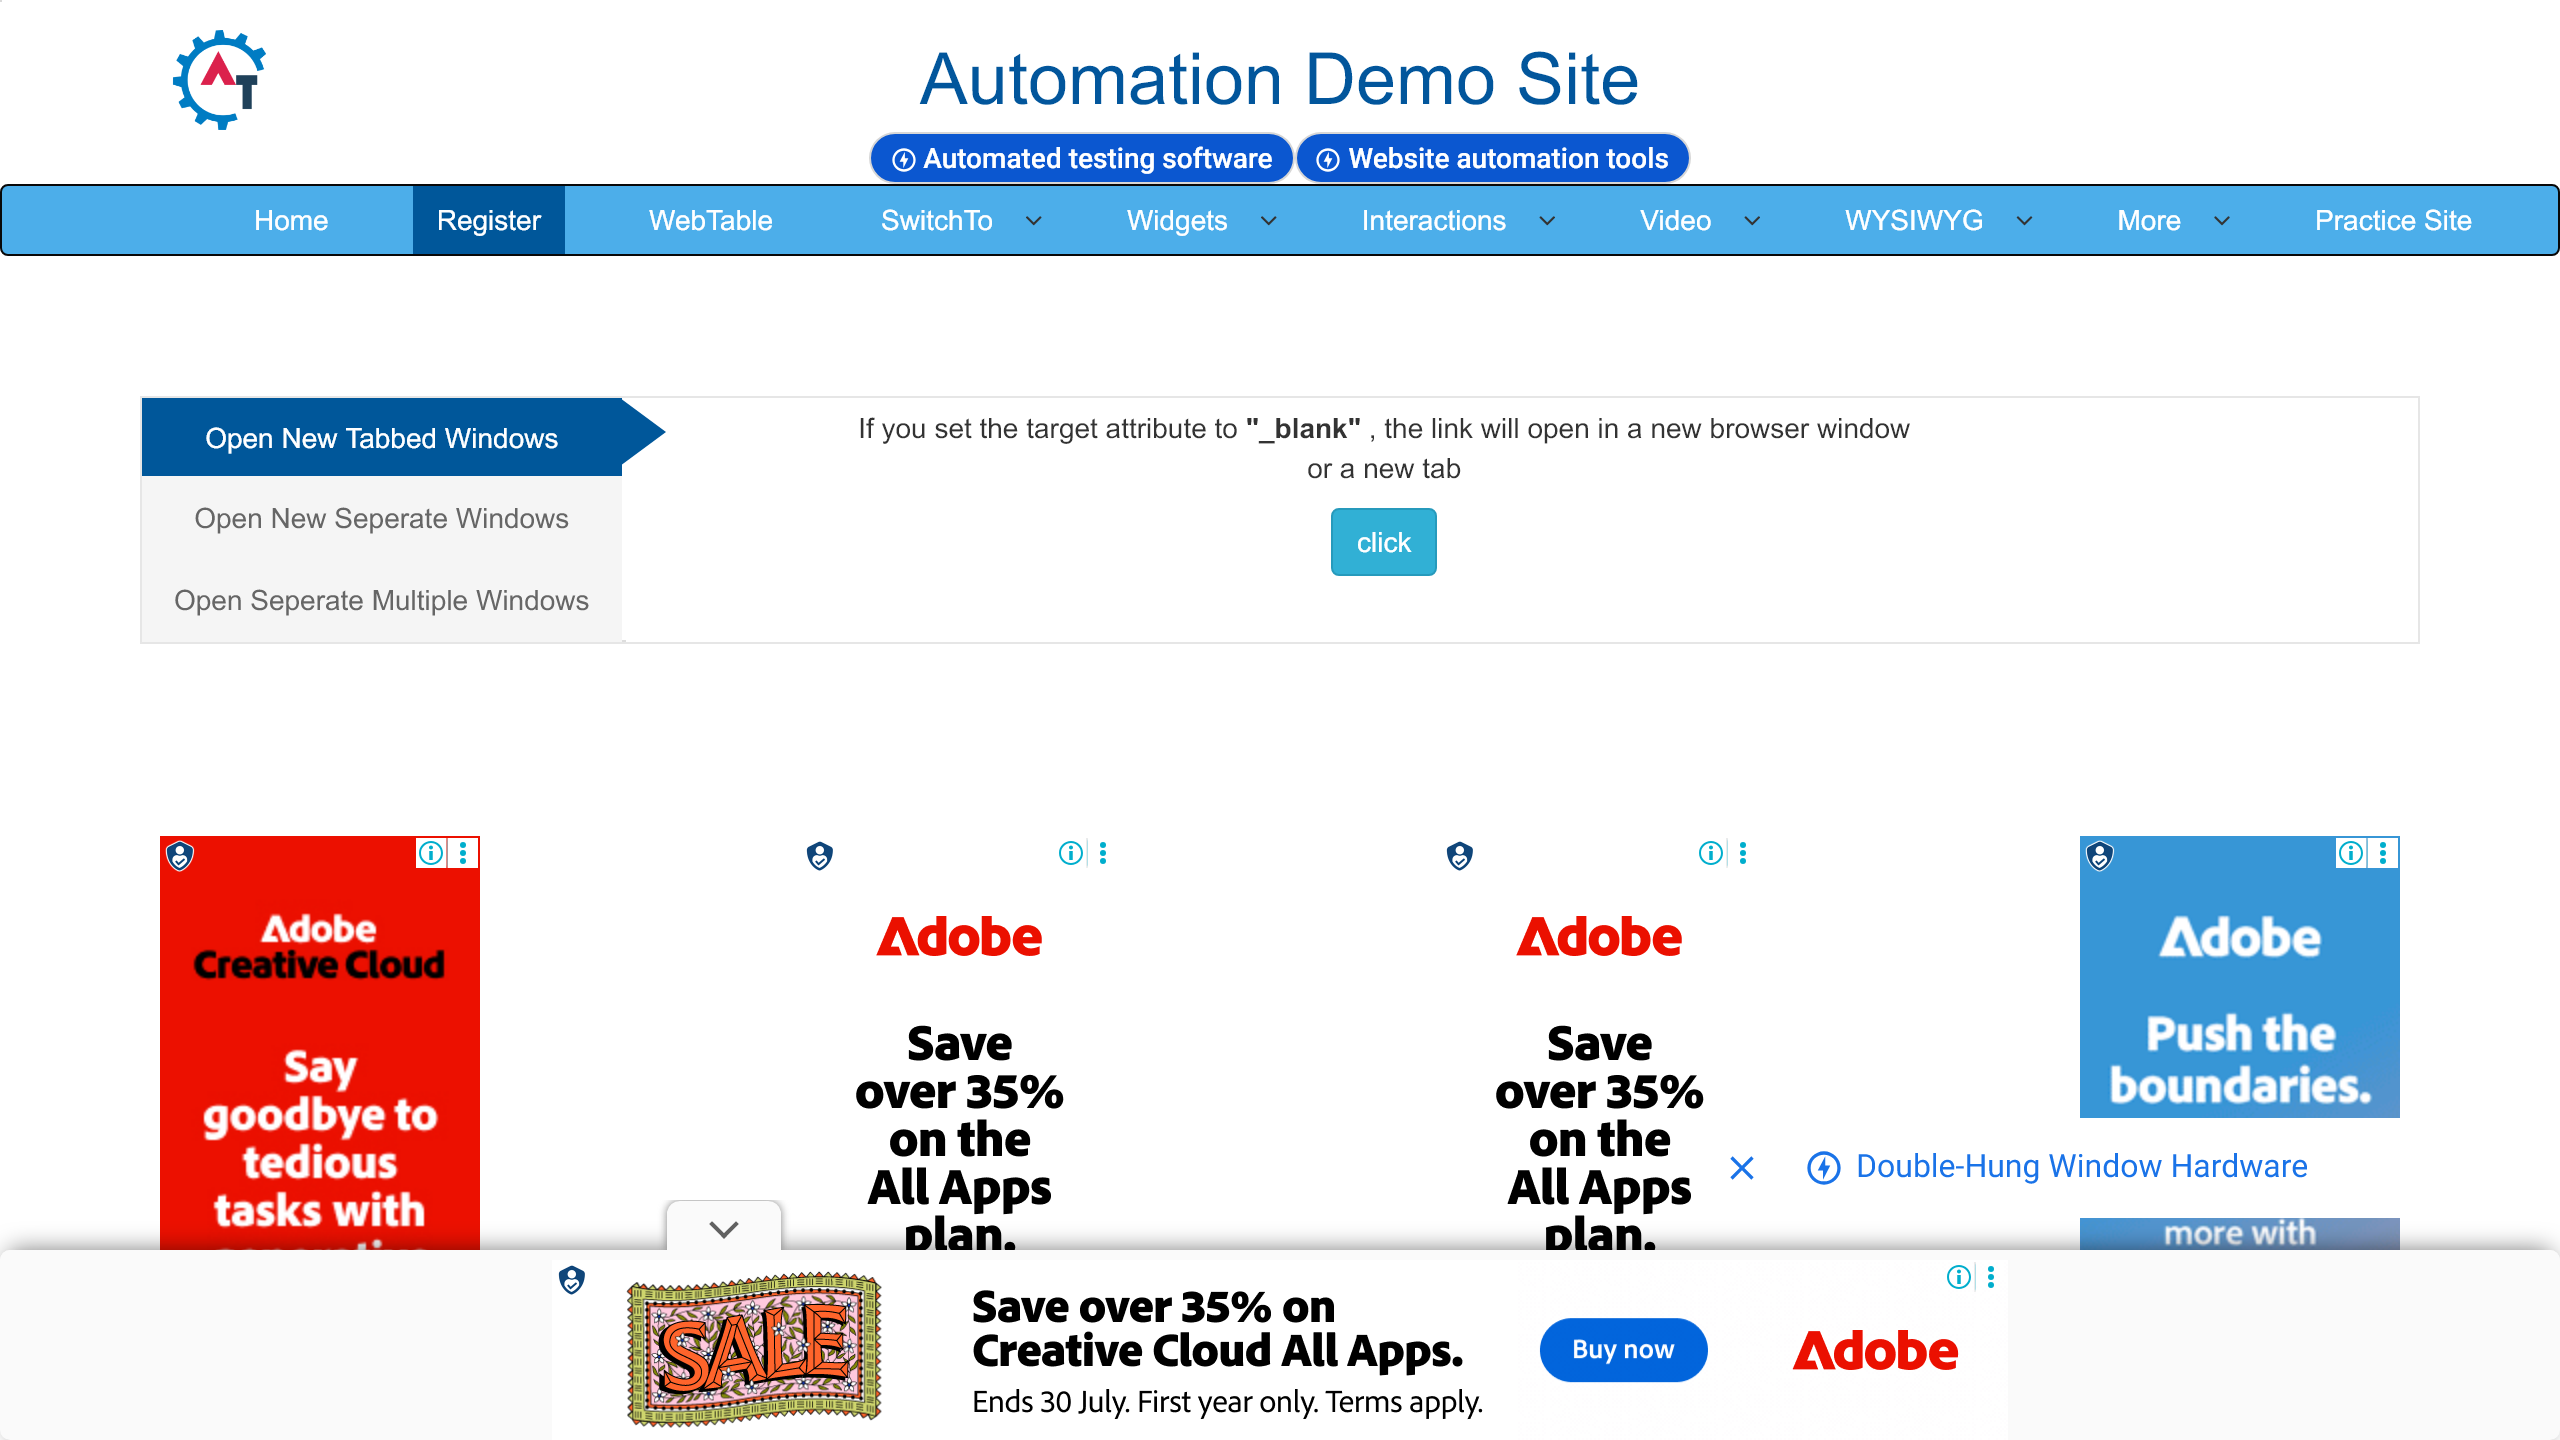 AT
Automation Demo Site
Automated testing software
Website automation tools
Home
Register
WebTable
SwitchTo
Widgets
Interactions
Video
WYSIWYG
More
Practice Site
Open New Tabbed Windows
Open New Seperate Windows
Open Seperate Multiple Windows
If you set the target attribute to "_blank" , the link will open in a new browser window
or a new tab
click
Adobe
Creative Cloud
Say
goodbye to
tedious
tasks with
Adobe
Save
over 35%
on the
All Apps
plan.
Adobe
Save
over 35%
on the
All Apps
plan.
Adobe
Push the
boundaries.
Double-Hung Window Hardware
more with
SALE
Save over 35% on
Creative Cloud All Apps.
Ends 30 July. First year only. Terms apply.
Buy now
Adobe